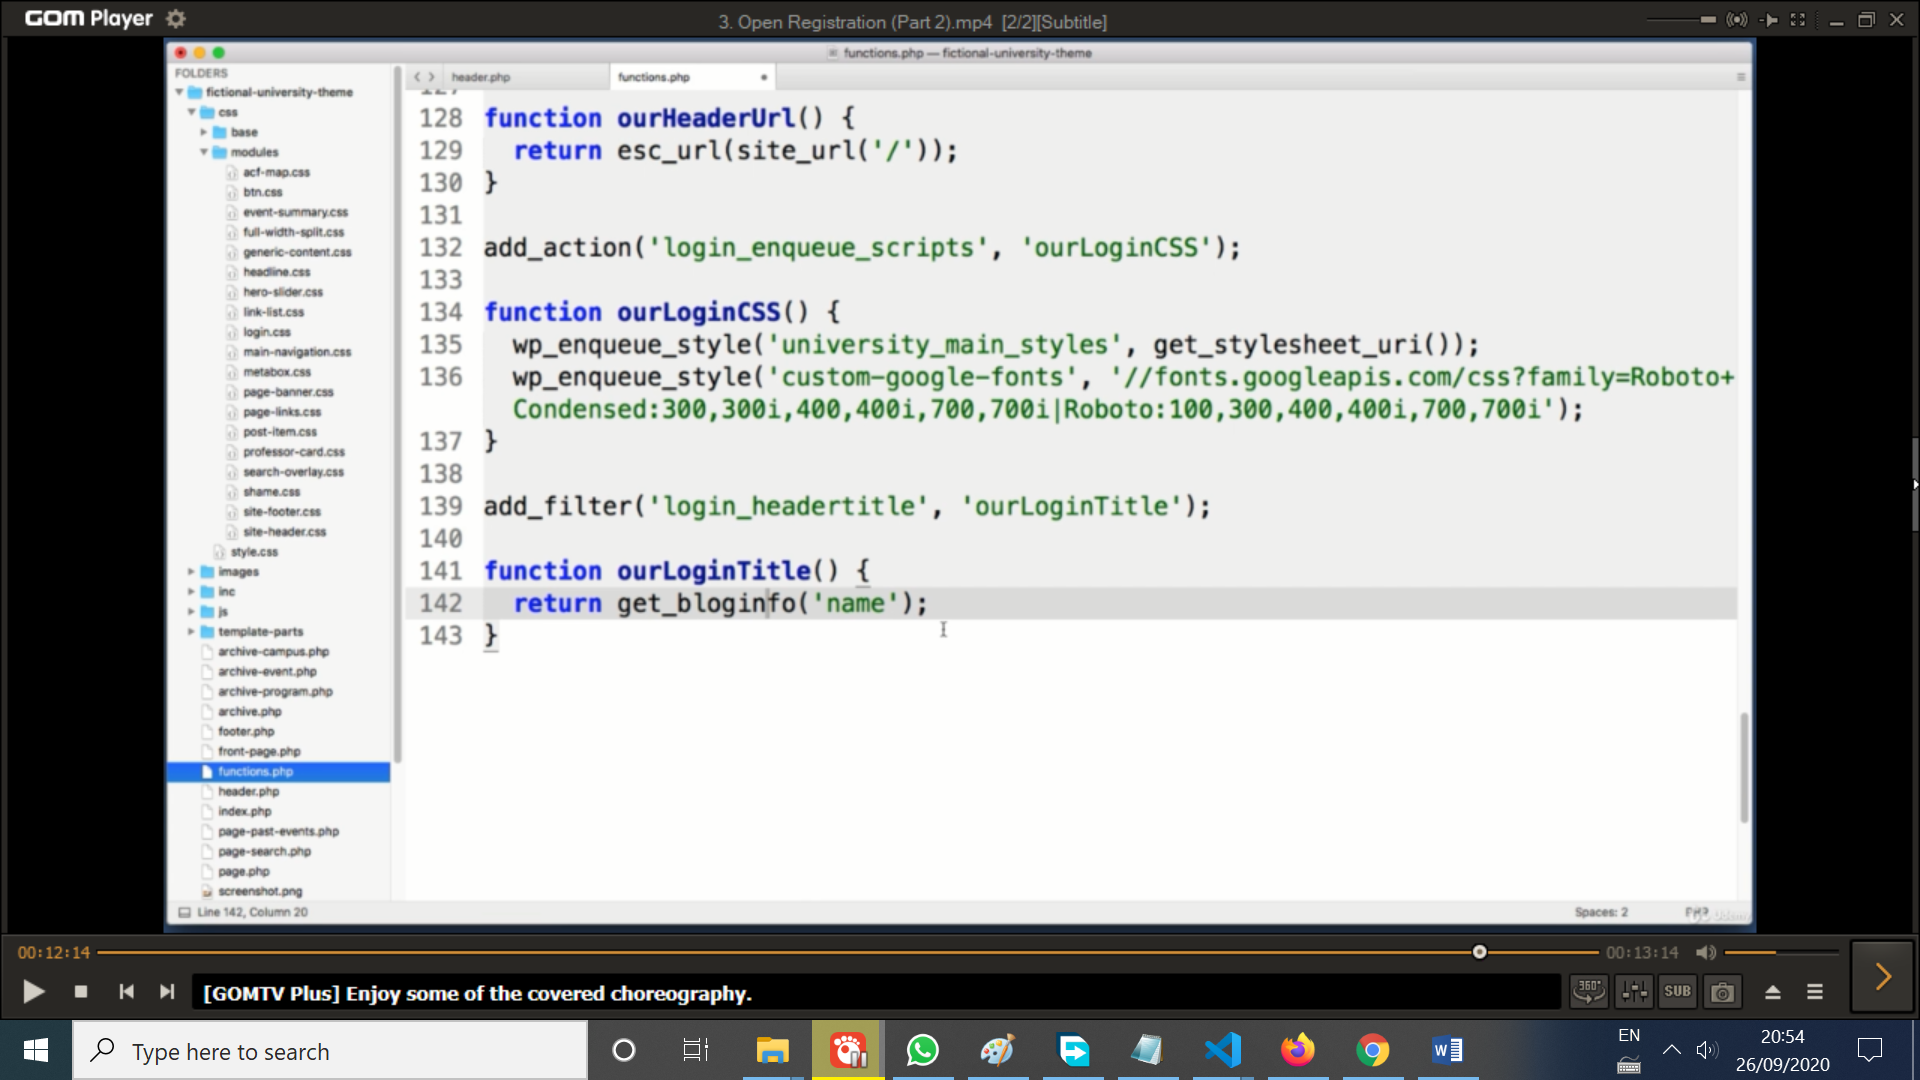 GOM Player
3. Open Registration (Part 2).mp4 [2/2][Subtitle]
functions.php — fictional-university-theme
FOLDERS
fictional-university-theme
css
base
modules
acf-map.css
btn.css
event-summary.css
full-width-split.css
generic-content.css
headline.css
hero-slider.css
link-list.css
login.css
main-navigation.css
metabox.css
page-banner.css
page-links.css
post-item.css
professor-card.css
search-overlay.css
shame.css
site-footer.css
site-header.css
style.css
images
inc
js
template-parts
archive-campus.php
archive-event.php
archive-program.php
archive.php
footer.php
front-page.php
functions.php
header.php
index.php
page-past-events.php
page-search.php
page.php
screenshot.png
header.php
functions.php
128 function ourHeaderUrl() {
129 return esc_url(site_url('/'));
130 }
131
132 add_action('login_enqueue_scripts', 'ourLoginCSS');
133
134 function ourLoginCSS() {
135 wp_enqueue_style('university_main_styles', get_stylesheet_uri());
136 wp_enqueue_style('custom-google-fonts', '//fonts.googleapis.com/css?family=Roboto+
Condensed:300,300i,400,400i,700,700i|Roboto:100,300,400,400i,700,700i');
137 }
138
139 add_filter('login_headertitle', 'ourLoginTitle');
140
141 function ourLoginTitle() {
142 return get_bloginfo('name');
143 }
Line 142, Column 20
Spaces: 2
00:12:14
00:13:14
[GOMTV Plus] Enjoy some of the covered choreography.
360°
SUB
Type here to search
EN
20:54
26/09/2020